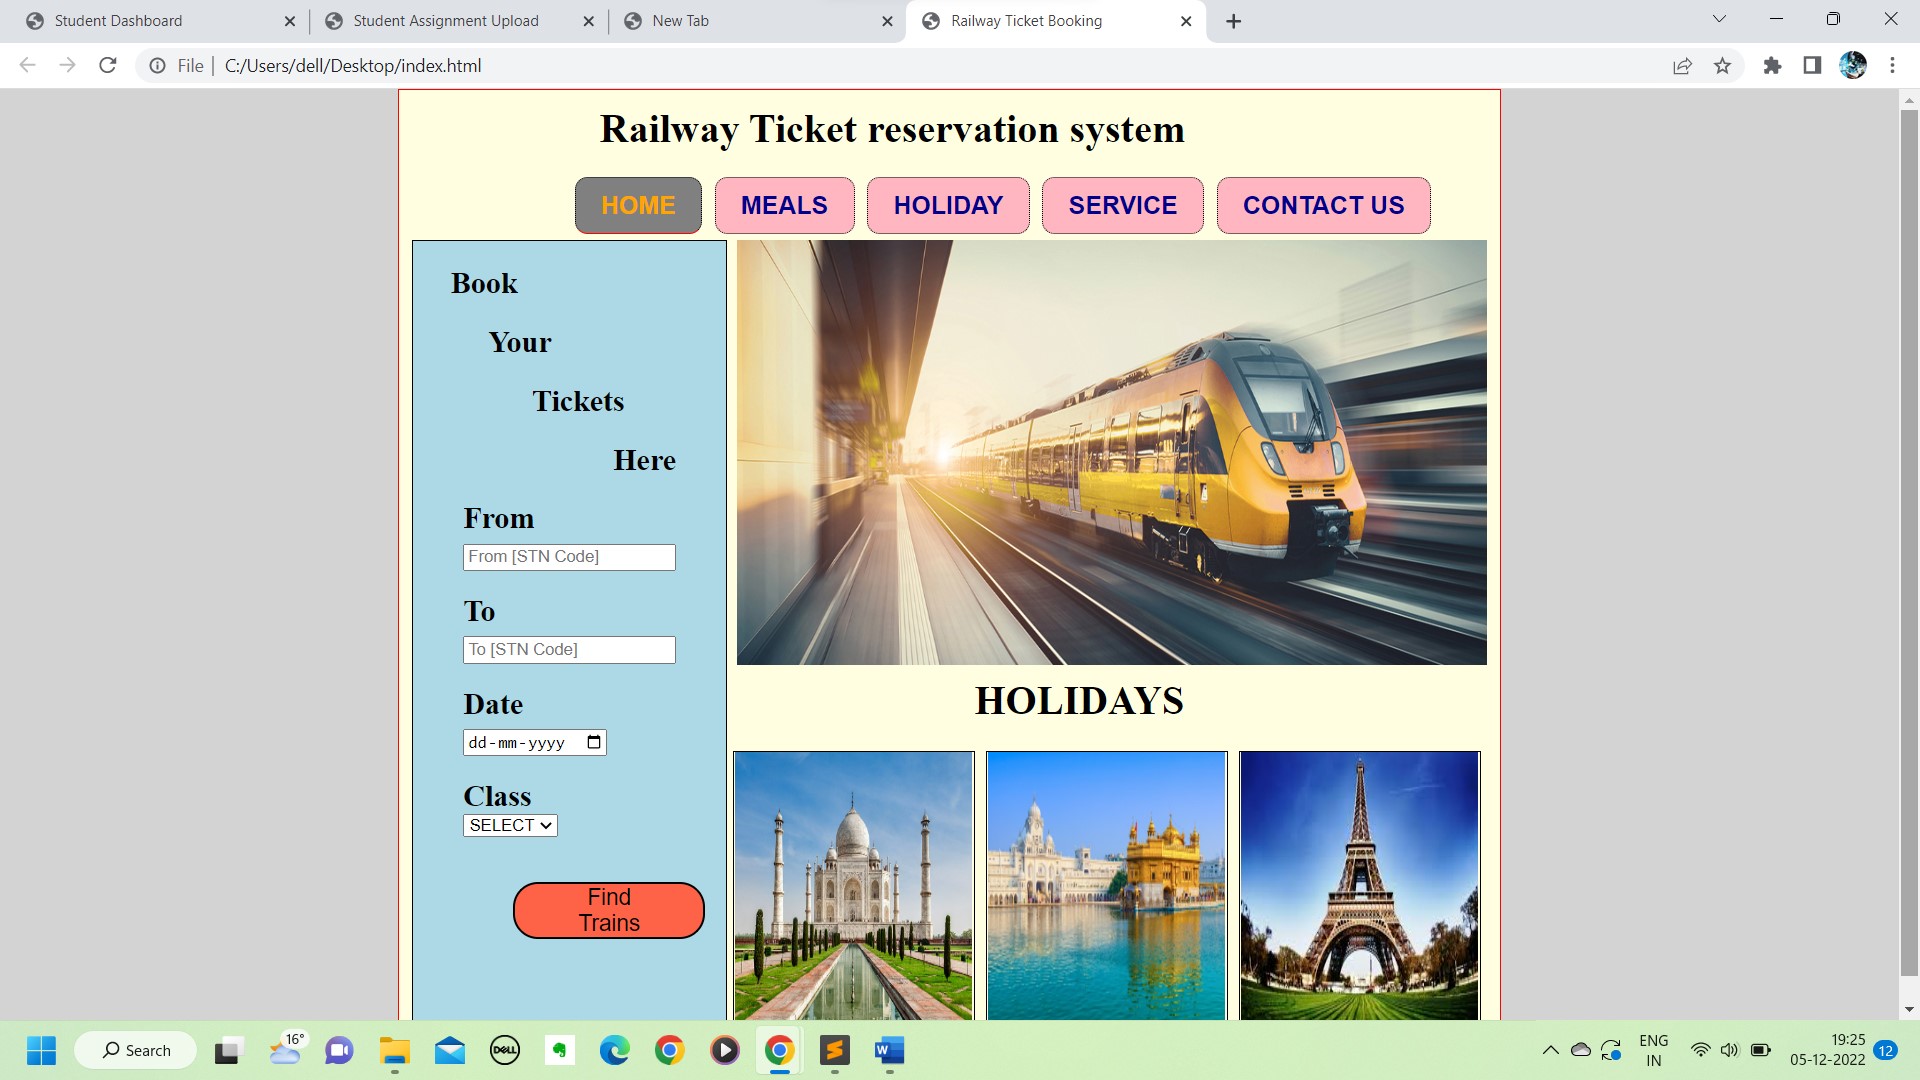 Student Dashboard
Student Assignment Upload
New Tab
Railway Ticket Booking
File
C:/Users/dell/Desktop/index.html
Railway Ticket reservation system
HOME
MEALS
HOLIDAY
SERVICE
CONTACT US
Book
Your
Tickets
Here
From
From [STN Code]
To
To [STN Code]
Date
dd-mm-yyyy
Class
SELECT
Find
Trains
HOLIDAYS
16°
Search
DELL
W
ENG
IN
19:25
05-12-2022
12